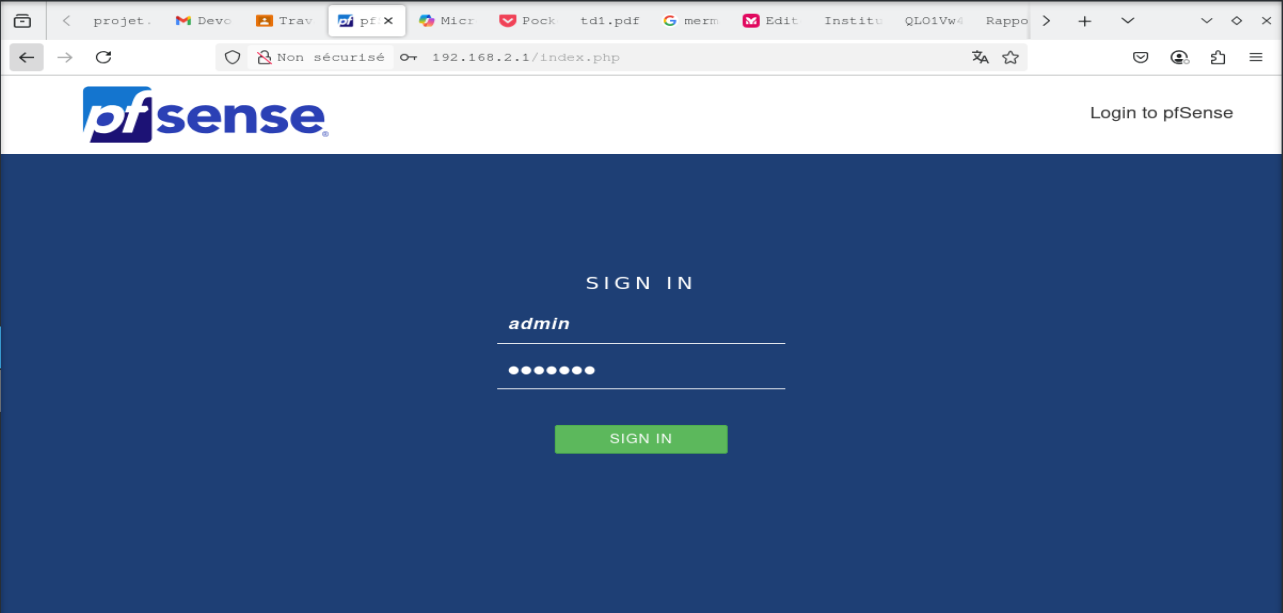 projet. Devo Trav pf Micr Pock td1.pdf merm Edit Institu QLO1Vw4 Rappo
Non sécurisé 192.168.2.1/index.php
pfsense® Login to pfSense
SIGN IN
admin
SIGN IN